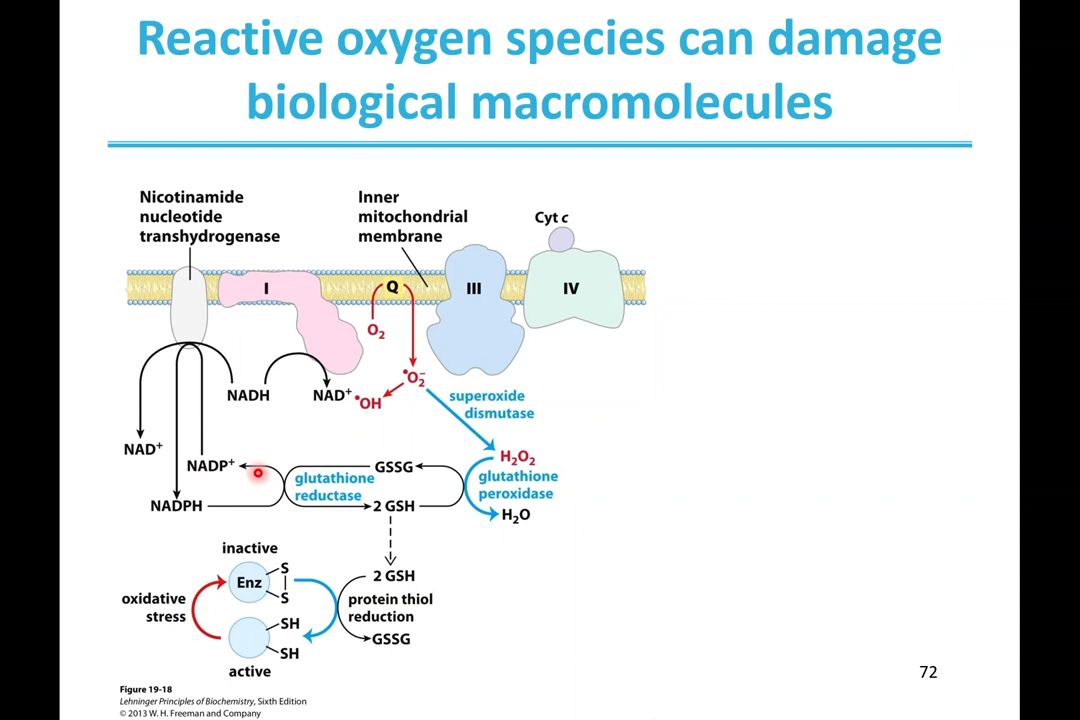 Reactive oxygen species can damage
biological macromolecules
Nicotinamide
nucleotide
transhydrogenase
Inner
mitochondrial
membrane
Cyt c
I
Q
III
IV
O₂
•O₂⁻
•OH
NADH
NAD⁺
superoxide
dismutase
NAD⁺
NADP⁺
GSSG
H₂O₂
glutathione
reductase
glutathione
peroxidase
NADPH
2 GSH
H₂O
inactive
Enz
S
S
2 GSH
oxidative
stress
protein thiol
reduction
SH
GSSG
SH
active
72
Figure 19-18
Lehninger Principles of Biochemistry, Sixth Edition
© 2013 W. H. Freeman and Company